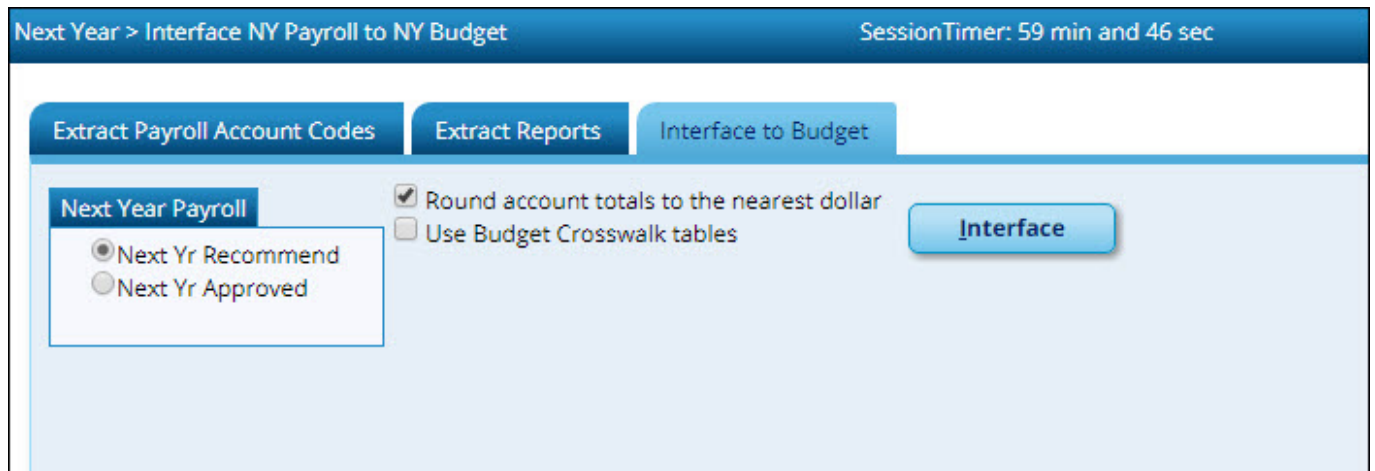 Next Year > Interface NY Payroll to NY Budget SessionTimer: 59 min and 46 sec
Extract Payroll Account Codes Extract Reports Interface to Budget
Next Year Payroll
Next Yr Recommend
Next Yr Approved
Round account totals to the nearest dollar
Use Budget Crosswalk tables
Interface